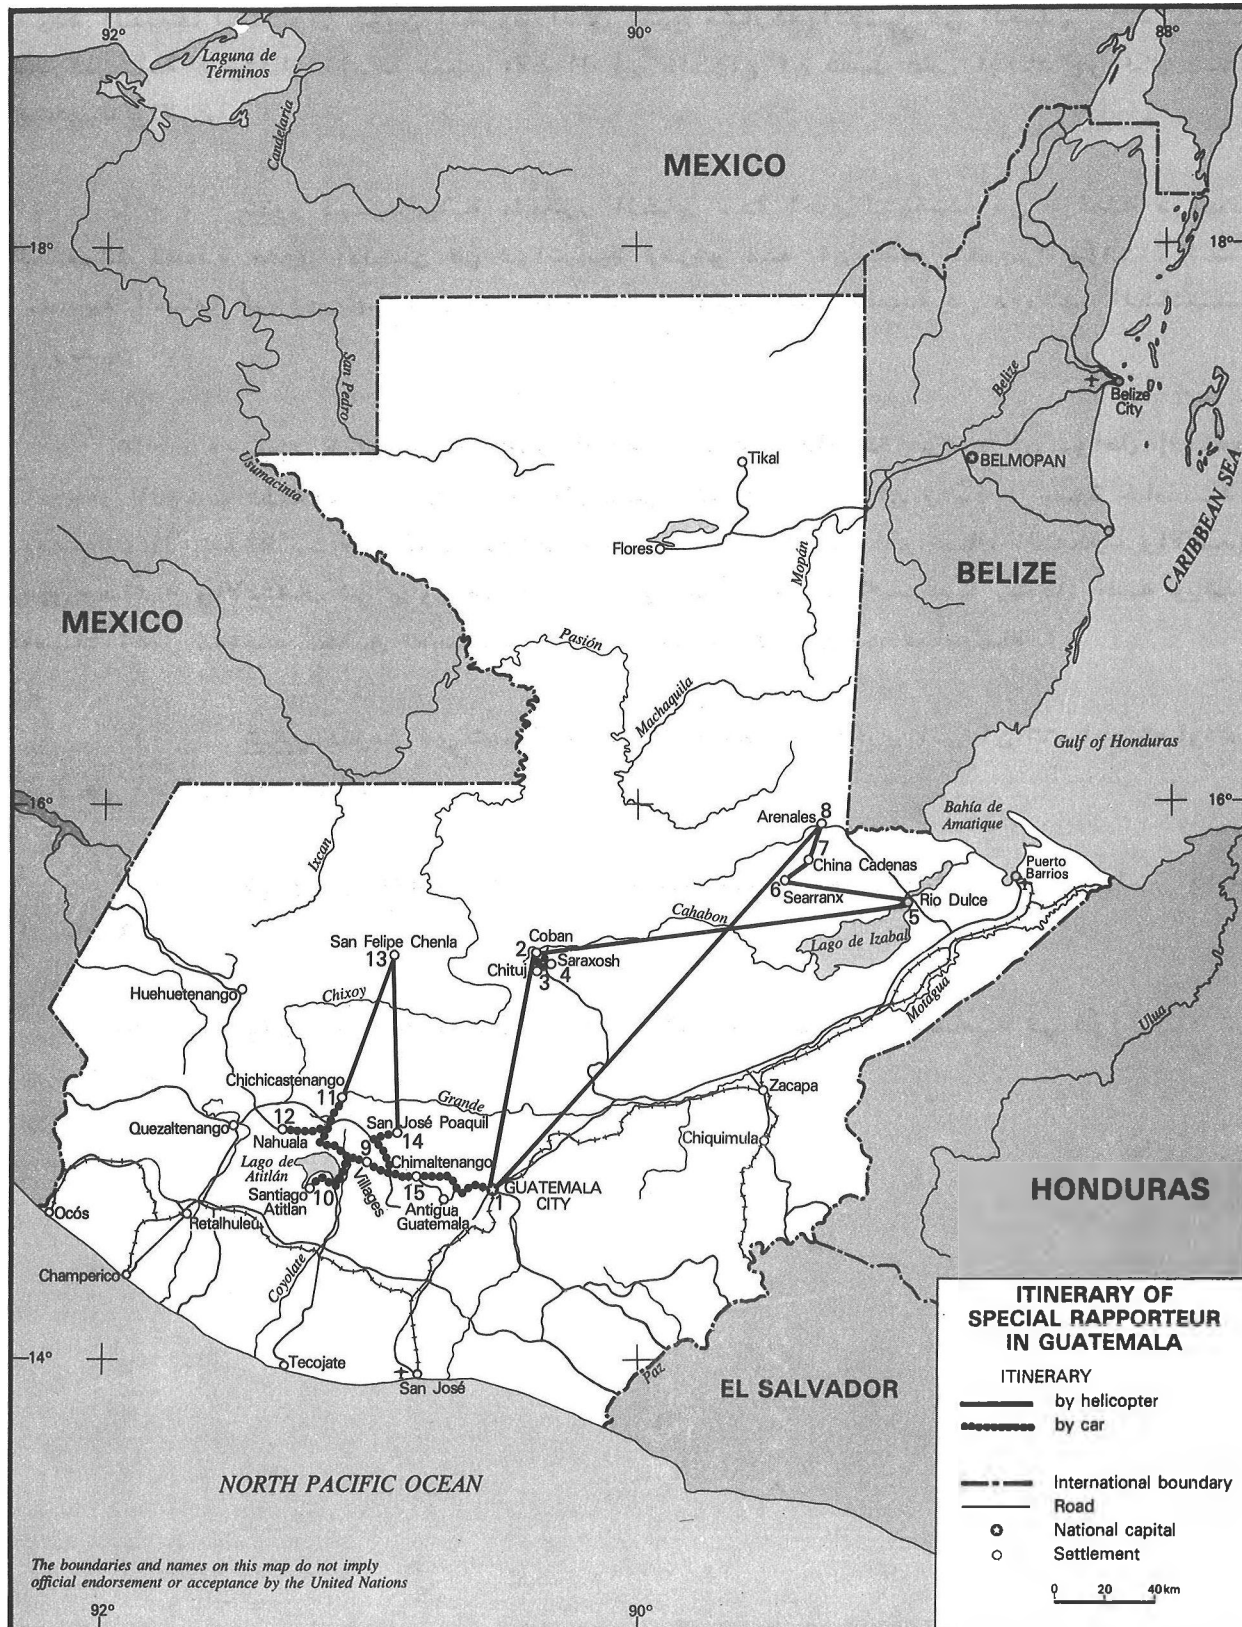 92°
90°
88°
Laguna de
Términos
Candelaria
MEXICO
18°
18°
San Pedro
Belize
Belize
City
Usumacinta
Tikal
BELMOPAN
CARIBBEAN SEA
Flores
Mopán
BELIZE
MEXICO
Pasión
Machaquila
Gulf of Honduras
16°
16°
Bahía de
Amatique
Arenales
8
Ixcan
7
China Cadenas
Puerto
Barrios
6
Searranx
Rio Dulce
5
Cahabon
Lago de Izabal
San Felipe Chenla
13
2
Coban
Saraxosh
Chituj
3
4
Huehuetenango
Chixoy
Motagua
Ulua
Chichicastenango
11
Grande
Zacapa
12
San José Poaquil
14
Quezaltenango
Nahuala
9
Chiquimula
Lago de
Atitlán
Chimaltenango
Villages
15
Santiago
Atitlán
10
1
GUATEMALA
CITY
Antigua
Guatemala
HONDURAS
Ocós
Retalhuleu
Coyolate
Champerico
14°
Tecojate
San José
Paz
EL SALVADOR
NORTH PACIFIC OCEAN
ITINERARY OF
SPECIAL RAPPORTEUR
IN GUATEMALA
ITINERARY
by helicopter
by car
International boundary
Road
National capital
Settlement
0 20 40 km
The boundaries and names on this map do not imply
official endorsement or acceptance by the United Nations
92°
90°